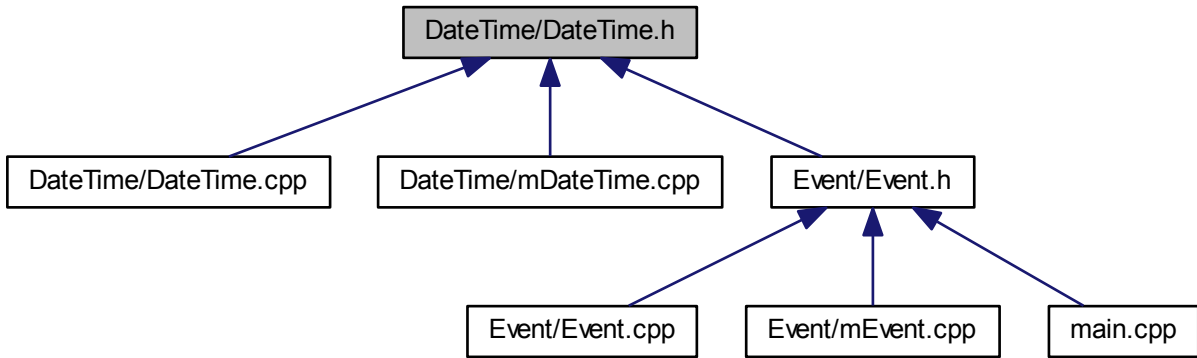 DateTime/DateTime.h
DateTime/DateTime.cpp
DateTime/mDateTime.cpp
Event/Event.h
Event/Event.cpp
Event/mEvent.cpp
main.cpp